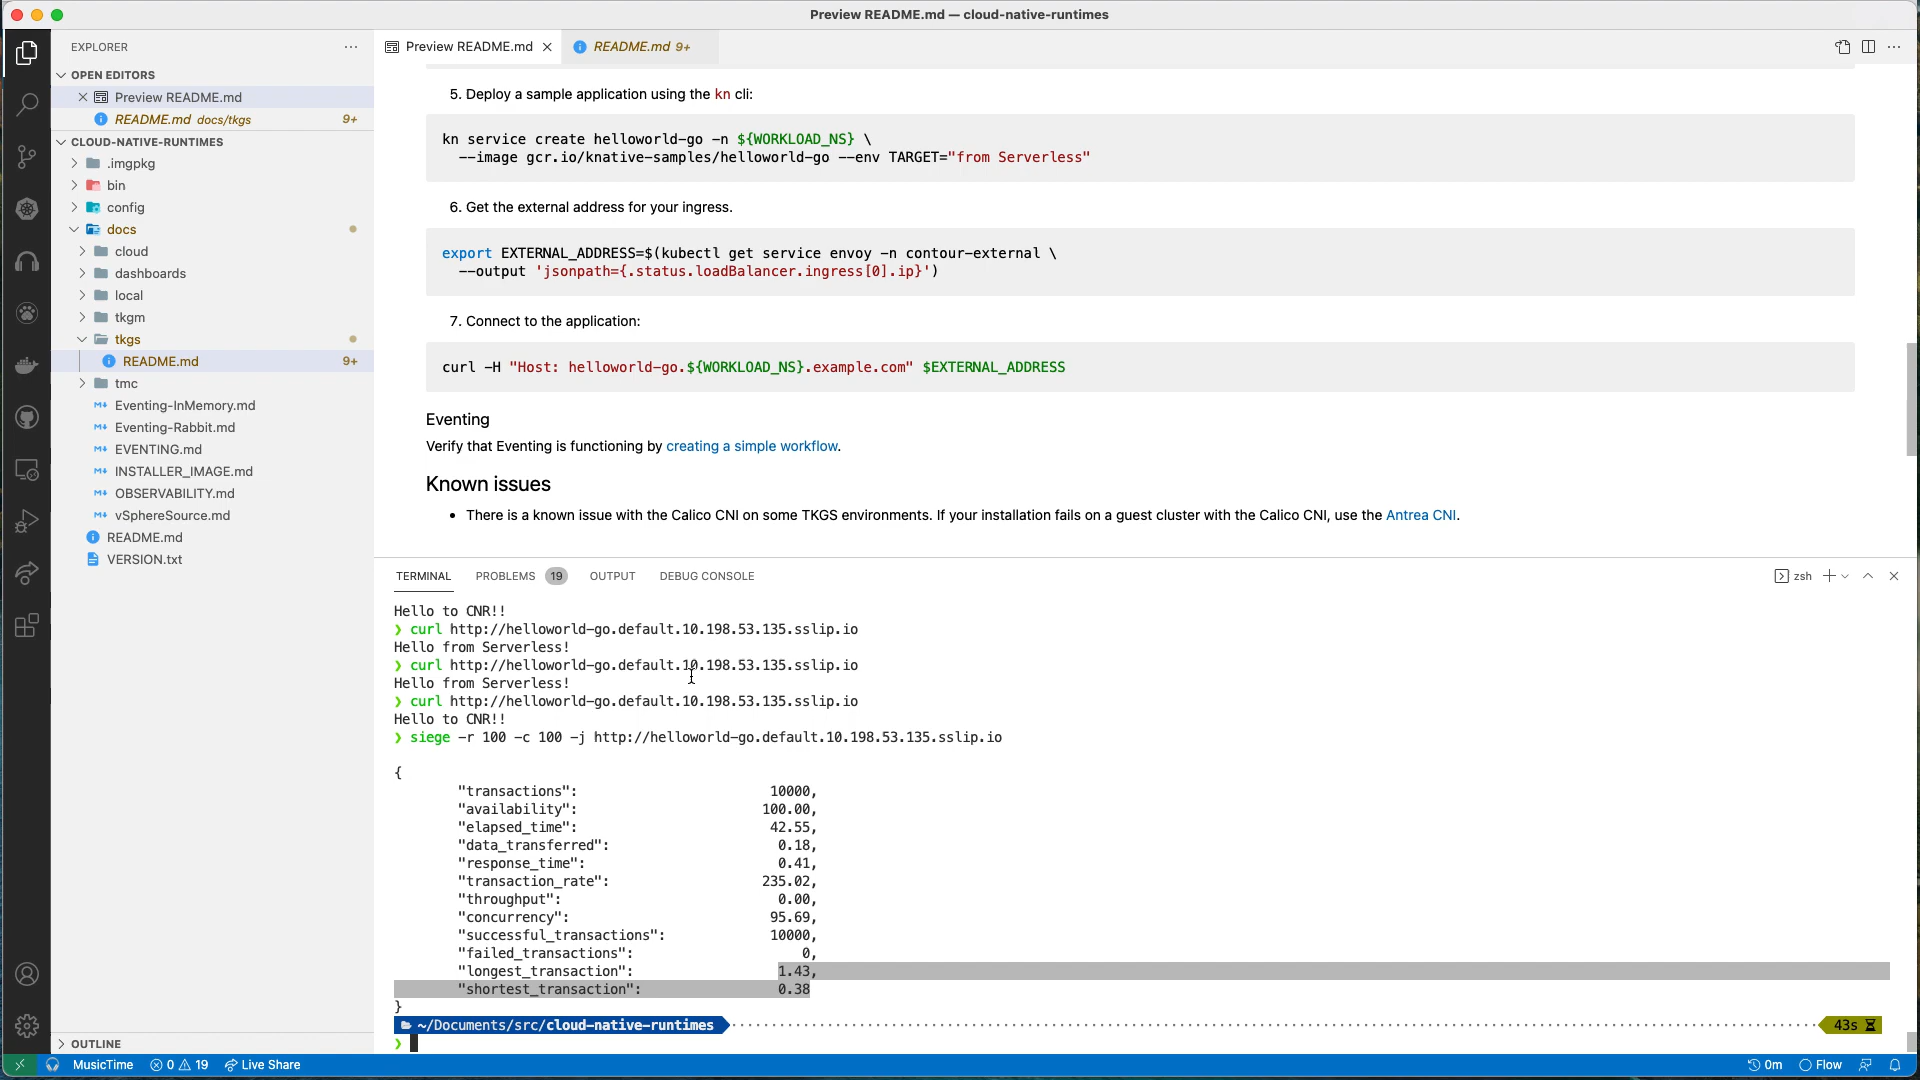 Preview README.md — cloud-native-runtimes
EXPLORER
OPEN EDITORS
Preview README.md
README.md docs/tkgs 9+
CLOUD-NATIVE-RUNTIMES
.imgpkg
bin
config
docs
cloud
dashboards
local
tkgm
tkgs
README.md 9+
tmc
Eventing-InMemory.md
Eventing-Rabbit.md
EVENTING.md
INSTALLER_IMAGE.md
OBSERVABILITY.md
vSphereSource.md
README.md
VERSION.txt
OUTLINE
Preview README.md
README.md 9+
5. Deploy a sample application using the kn cli:
kn service create helloworld-go -n ${WORKLOAD_NS} \
--image gcr.io/knative-samples/helloworld-go --env TARGET="from Serverless"
6. Get the external address for your ingress.
export EXTERNAL_ADDRESS=$(kubectl get service envoy -n contour-external \
--output 'jsonpath={.status.loadBalancer.ingress[0].ip}')
7. Connect to the application:
curl -H "Host: helloworld-go.${WORKLOAD_NS}.example.com" $EXTERNAL_ADDRESS
Eventing
Verify that Eventing is functioning by creating a simple workflow.
Known issues
• There is a known issue with the Calico CNI on some TKGS environments. If your installation fails on a guest cluster with the Calico CNI, use the Antrea CNI.
TERMINAL PROBLEMS 19 OUTPUT DEBUG CONSOLE
zsh
Hello to CNR!!
❯ curl http://helloworld-go.default.10.198.53.135.sslip.io
Hello from Serverless!
❯ curl http://helloworld-go.default.10.198.53.135.sslip.io
Hello from Serverless!
❯ curl http://helloworld-go.default.10.198.53.135.sslip.io
Hello to CNR!!
❯ siege -r 100 -c 100 -j http://helloworld-go.default.10.198.53.135.sslip.io
{
"transactions": 10000,
"availability": 100.00,
"elapsed_time": 42.55,
"data_transferred": 0.18,
"response_time": 0.41,
"transaction_rate": 235.02,
"throughput": 0.00,
"concurrency": 95.69,
"successful_transactions": 10000,
"failed_transactions": 0,
"longest_transaction": 1.43,
"shortest_transaction": 0.38
}
~/Documents/src/cloud-native-runtimes 43s
❯
MusicTime 0 19 Live Share 0m Flow